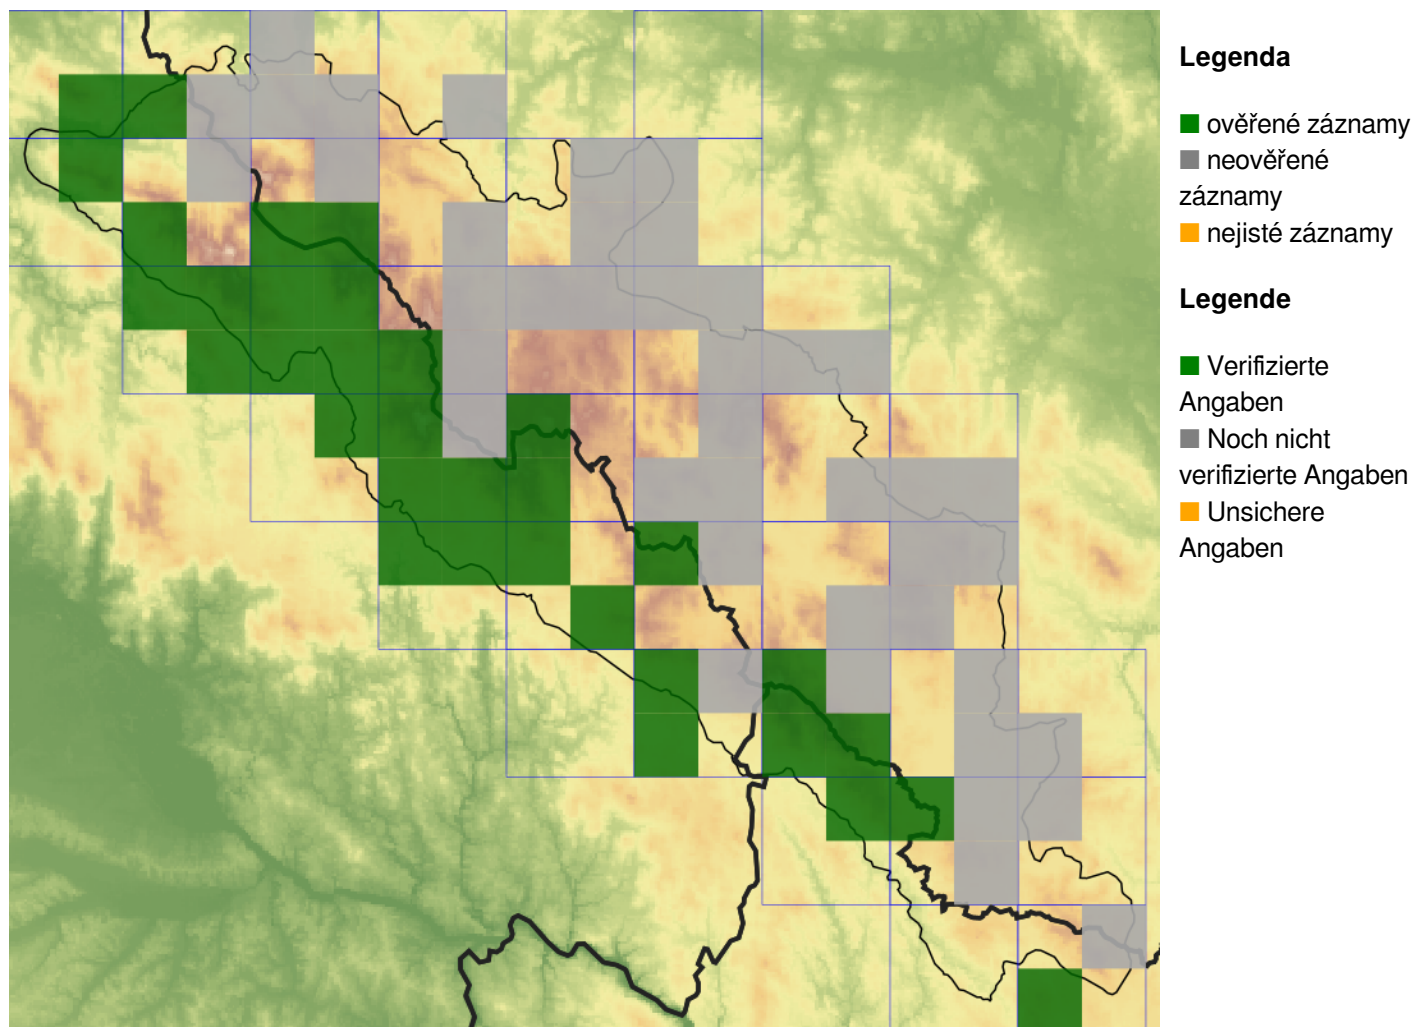 Legenda
ověřené záznamy
neověřené
záznamy
nejisté záznamy
Legende
Verifizierte
Angaben
Noch nicht
verifizierte Angaben
Unsichere
Angaben